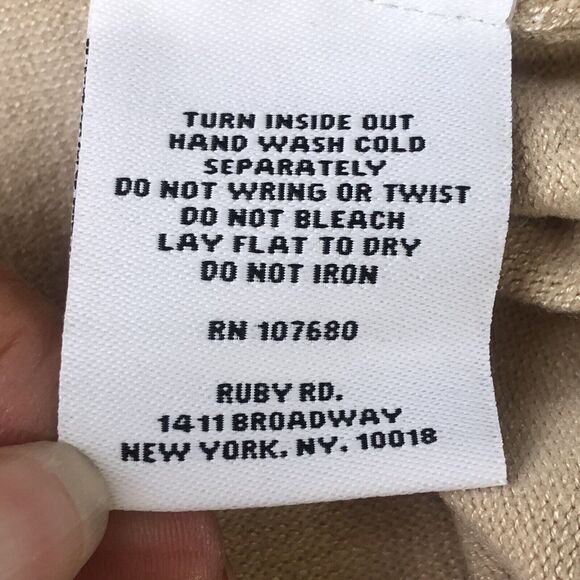 TURN INSIDE OUT
HAND WASH COLD
SEPARATELY
DO NOT WRING OR TWIST
DO NOT BLEACH
LAY FLAT TO DRY
DO NOT IRON
RN 107680
RUBY RD.
1411 BROADWAY
NEW YORK, NY. 10018